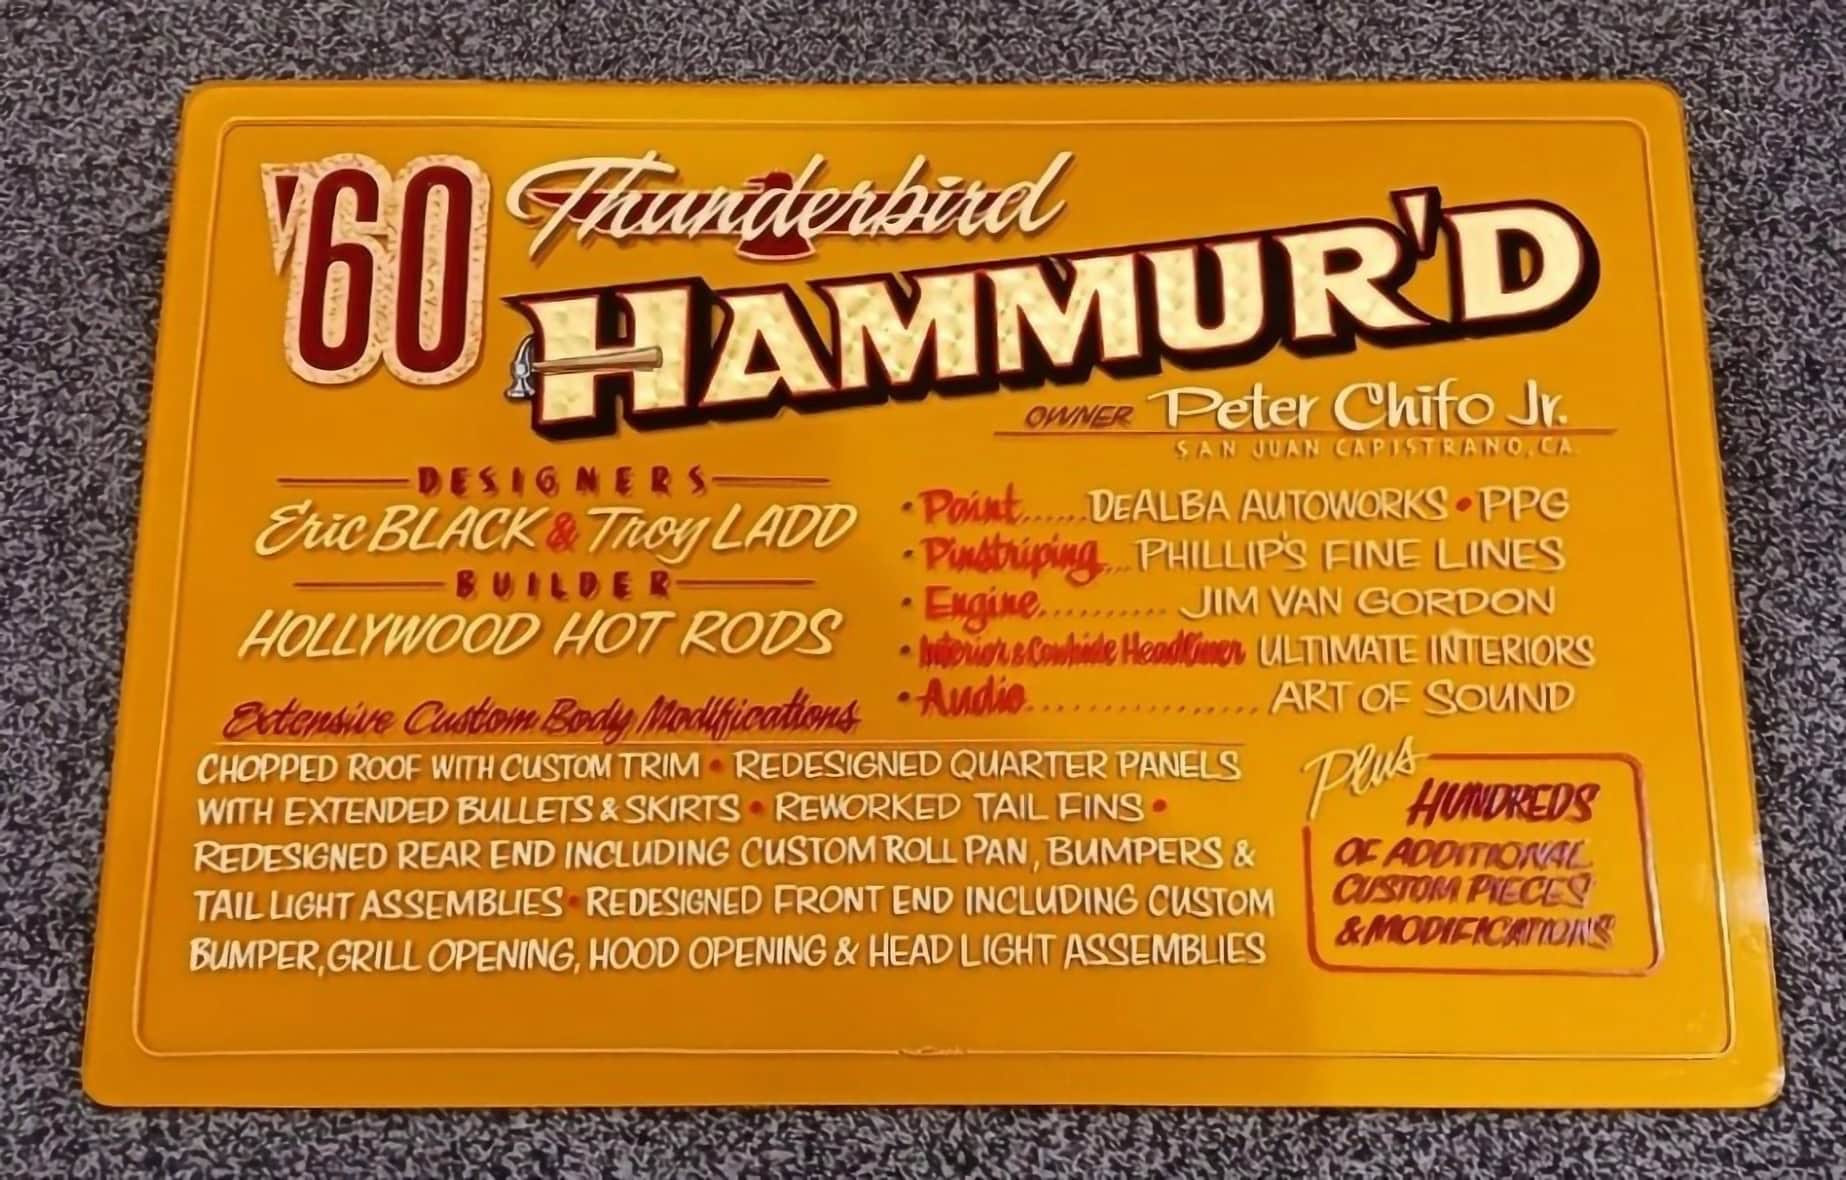 '60 Thunderbird
HAMMUR'D
OWNER Peter Chifo Jr.
SAN JUAN CAPISTRANO, CA.
DESIGNERS
Eric BLACK & Troy LADD
BUILDER
HOLLYWOOD HOT RODS
• Paint......DEALBA AUTOWORKS • PPG
• Pinstriping...PHILLIP'S FINE LINES
• Engine.......... JIM VAN GORDON
• Interior & Cowhide Headliner ULTIMATE INTERIORS
• Audio................. ART OF SOUND
Extensive Custom Body Modifications
CHOPPED ROOF WITH CUSTOM TRIM • REDESIGNED QUARTER PANELS
WITH EXTENDED BULLETS & SKIRTS • REWORKED TAIL FINS •
REDESIGNED REAR END INCLUDING CUSTOM ROLL PAN, BUMPERS &
TAIL LIGHT ASSEMBLIES • REDESIGNED FRONT END INCLUDING CUSTOM
BUMPER, GRILL OPENING, HOOD OPENING & HEAD LIGHT ASSEMBLIES
Plus
HUNDREDS
OF ADDITIONAL
CUSTOM PIECES
& MODIFICATIONS